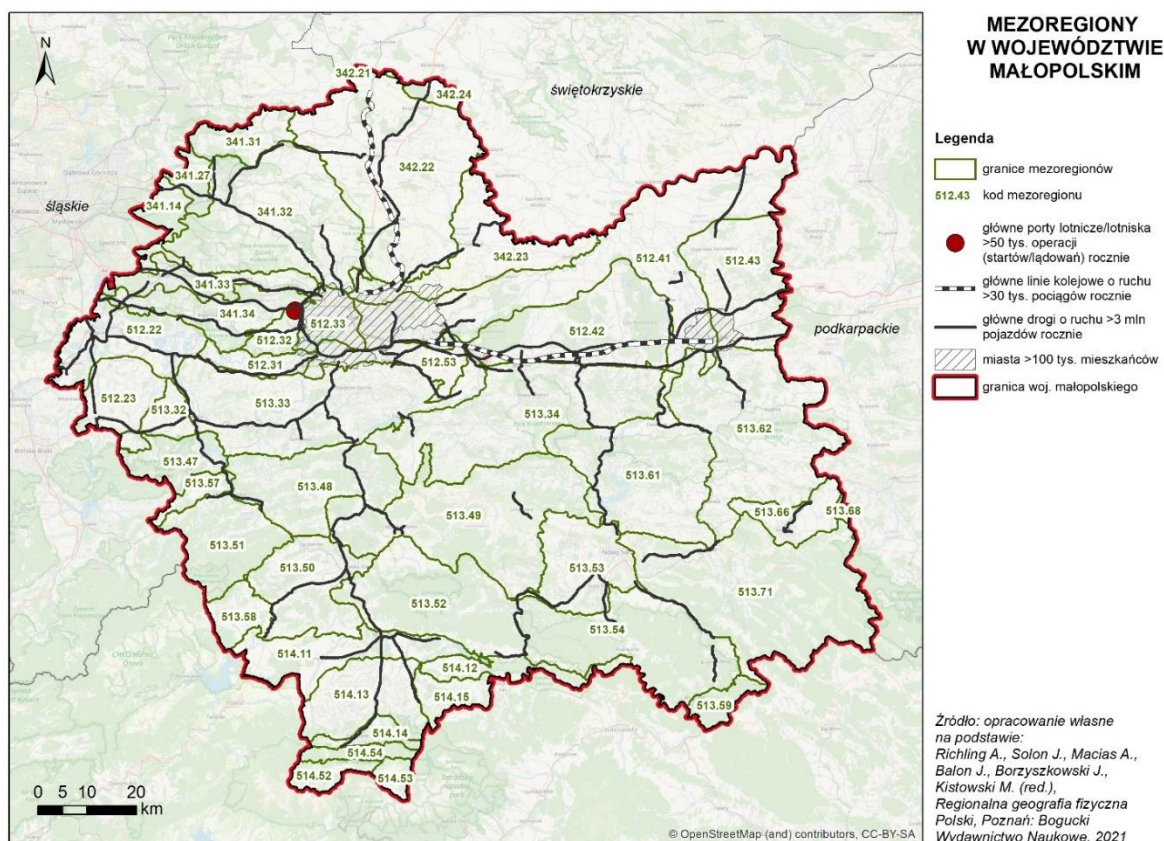 MEZOREGIONY
W WOJEWÓDZTWIE
MAŁOPOLSKIM
Legenda
granice mezoregionów
512.43 kod mezoregionu
główne porty lotnicze/lotniska
>50 tys. operacji
(startów/lądowań) rocznie
główne linie kolejowe o ruchu
>30 tys. pociągów rocznie
główne drogi o ruchu >3 mln
pojazdów rocznie
miasta >100 tys. mieszkańców
granica woj. małopolskiego
N
świętokrzyskie
śląskie
podkarpackie
342.21
342.24
341.31
342.22
341.27
341.14
341.32
342.23
512.41
512.43
341.33
341.34
512.33
512.22
512.32
512.42
512.31
512.53
512.23
513.32
513.33
513.34
513.62
513.47
513.57
513.48
513.61
513.49
513.66
513.68
513.51
513.50
513.53
513.52
513.71
513.58
513.54
514.11
514.12
514.13
514.15
513.59
514.14
514.54
514.52
514.53
0 5 10 20
km
© OpenStreetMap (and) contributors, CC-BY-SA
Źródło: opracowanie własne
na podstawie:
Richling A., Solon J., Macias A.,
Balon J., Borzyszkowski J.,
Kistowski M. (red.),
Regionalna geografia fizyczna
Polski, Poznań: Bogucki
Wydawnictwo Naukowe, 2021